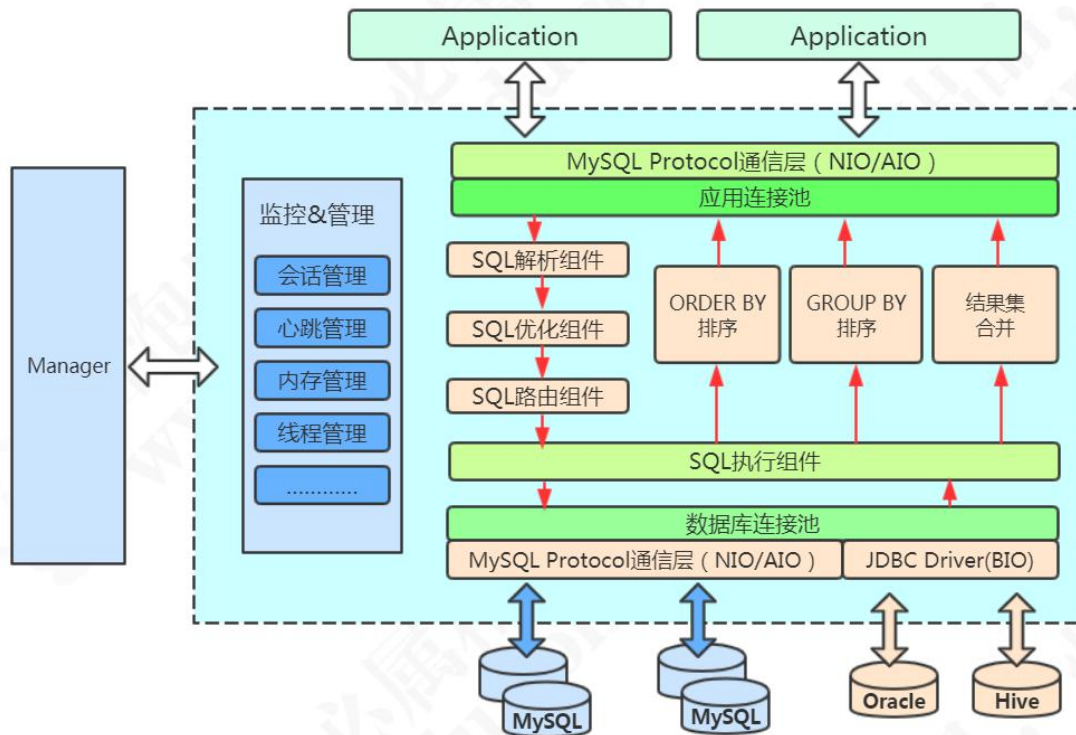 Application
Application
MySQL Protocol通信层（NIO/AIO）
应用连接池
监控&管理
会话管理
心跳管理
内存管理
线程管理
…………
Manager
SQL解析组件
SQL优化组件
SQL路由组件
ORDER BY
排序
GROUP BY
排序
结果集
合并
SQL执行组件
数据库连接池
MySQL Protocol通信层（NIO/AIO）
JDBC Driver(BIO)
MySQL
MySQL
Oracle
Hive